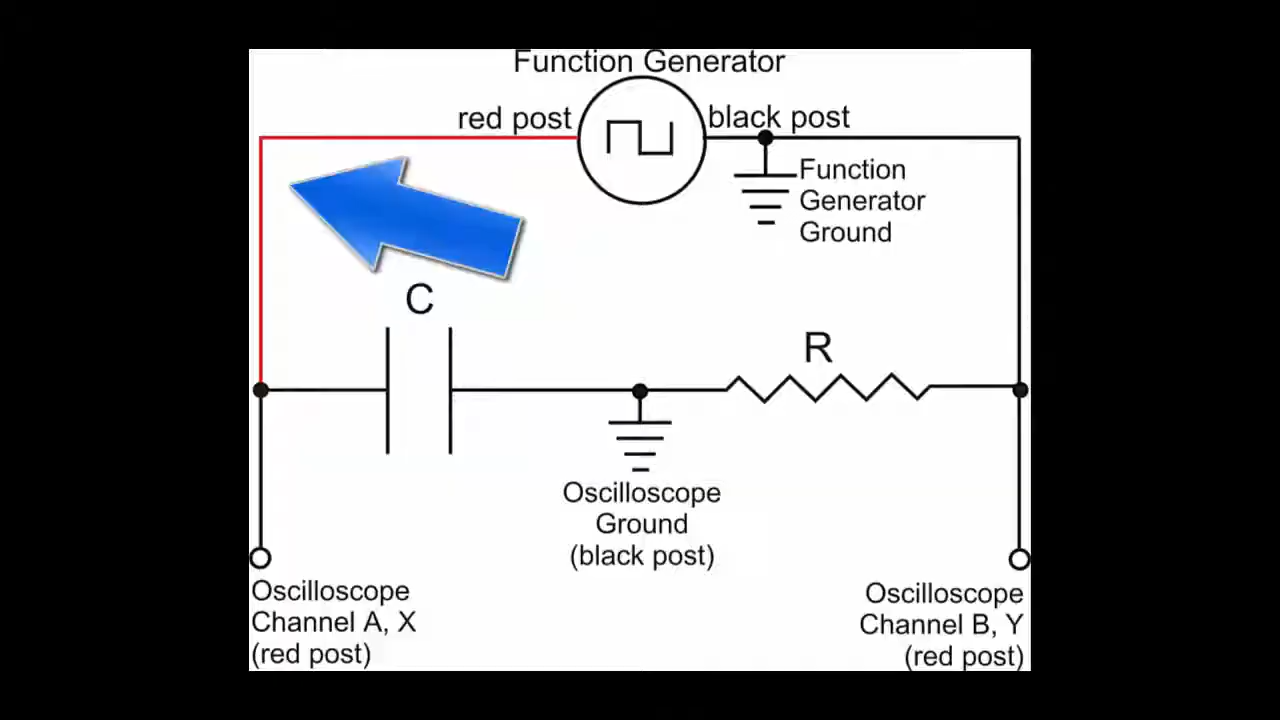 Function Generator
red post
black post
Function
Generator
Ground
C
R
Oscilloscope
Ground
(black post)
Oscilloscope
Channel A, X
(red post)
Oscilloscope
Channel B, Y
(red post)